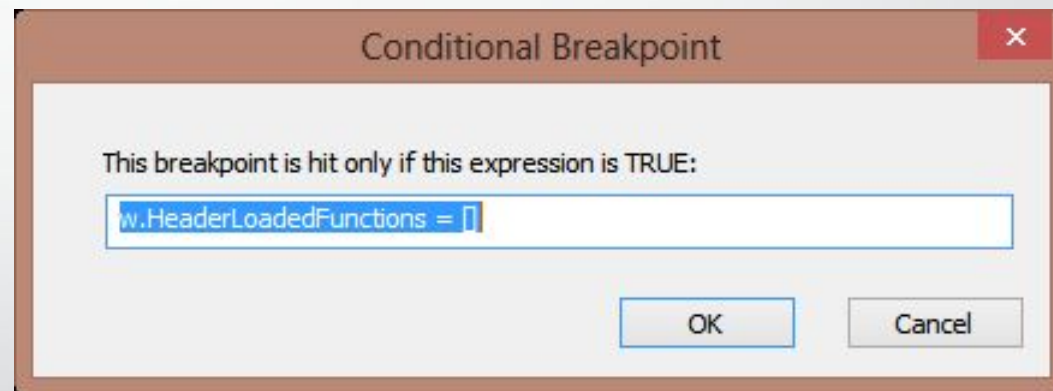 Conditional Breakpoint
This breakpoint is hit only if this expression is TRUE:
w.HeaderLoadedFunctions = []
OK
Cancel